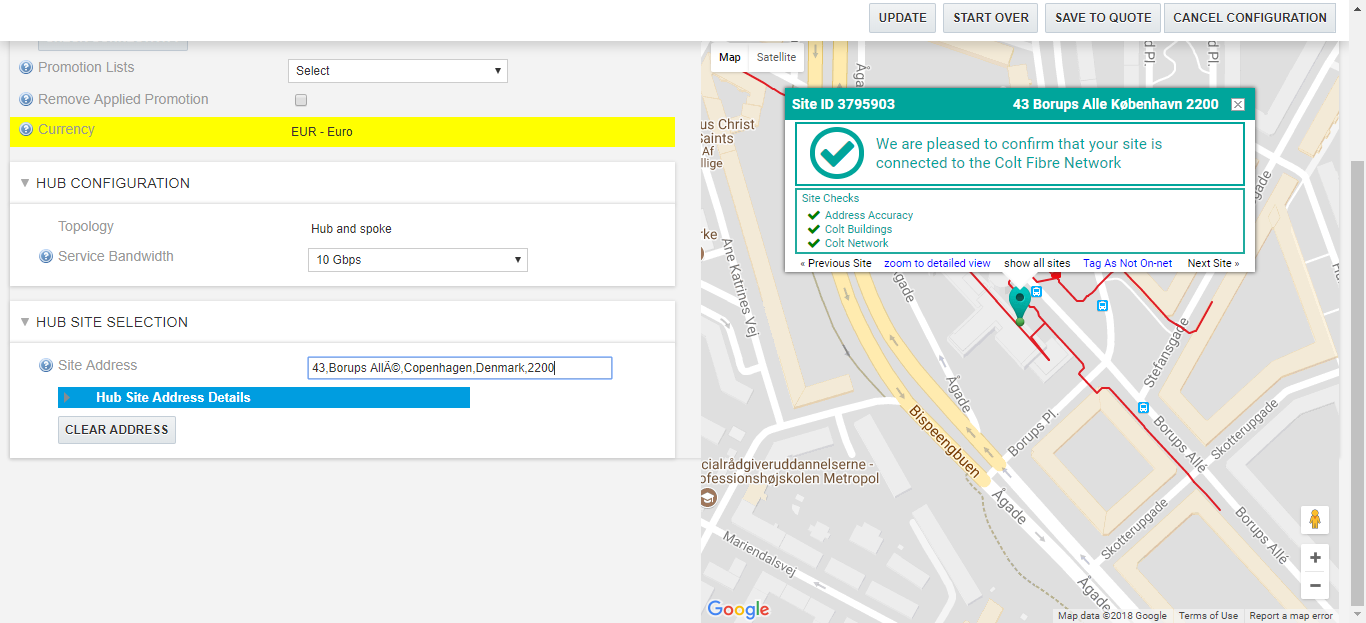 UPDATE START OVER SAVE TO QUOTE CANCEL CONFIGURATION
Promotion Lists Select
Remove Applied Promotion
Currency EUR - Euro
HUB CONFIGURATION
Topology Hub and spoke
Service Bandwidth 10 Gbps
HUB SITE SELECTION
Site Address 43,Borups AllÃ©,Copenhagen,Denmark,2200
Hub Site Address Details
CLEAR ADDRESS
Map Satellite
Site ID 3795903 43 Borups Alle København 2200
We are pleased to confirm that your site is
connected to the Colt Fibre Network
Site Checks
Address Accuracy
Colt Buildings
Colt Network
« Previous Site zoom to detailed view show all sites Tag As Not On-net Next Site »
us Christ
Saints
Af
llige
rke
Ane Katrines Vej
Ågade
Ågade
Bispeengbuen
Borups Pl.
Stefansgade
Skotterupgade
Borups Allé
cialrådgiveruddannelserne -
ofessionshøjskolen Metropol
Ågade
Mariendalsvej
Skotterupgade
Borups Allé
Ågade
Google
Map data ©2018 Google Terms of Use Report a map error